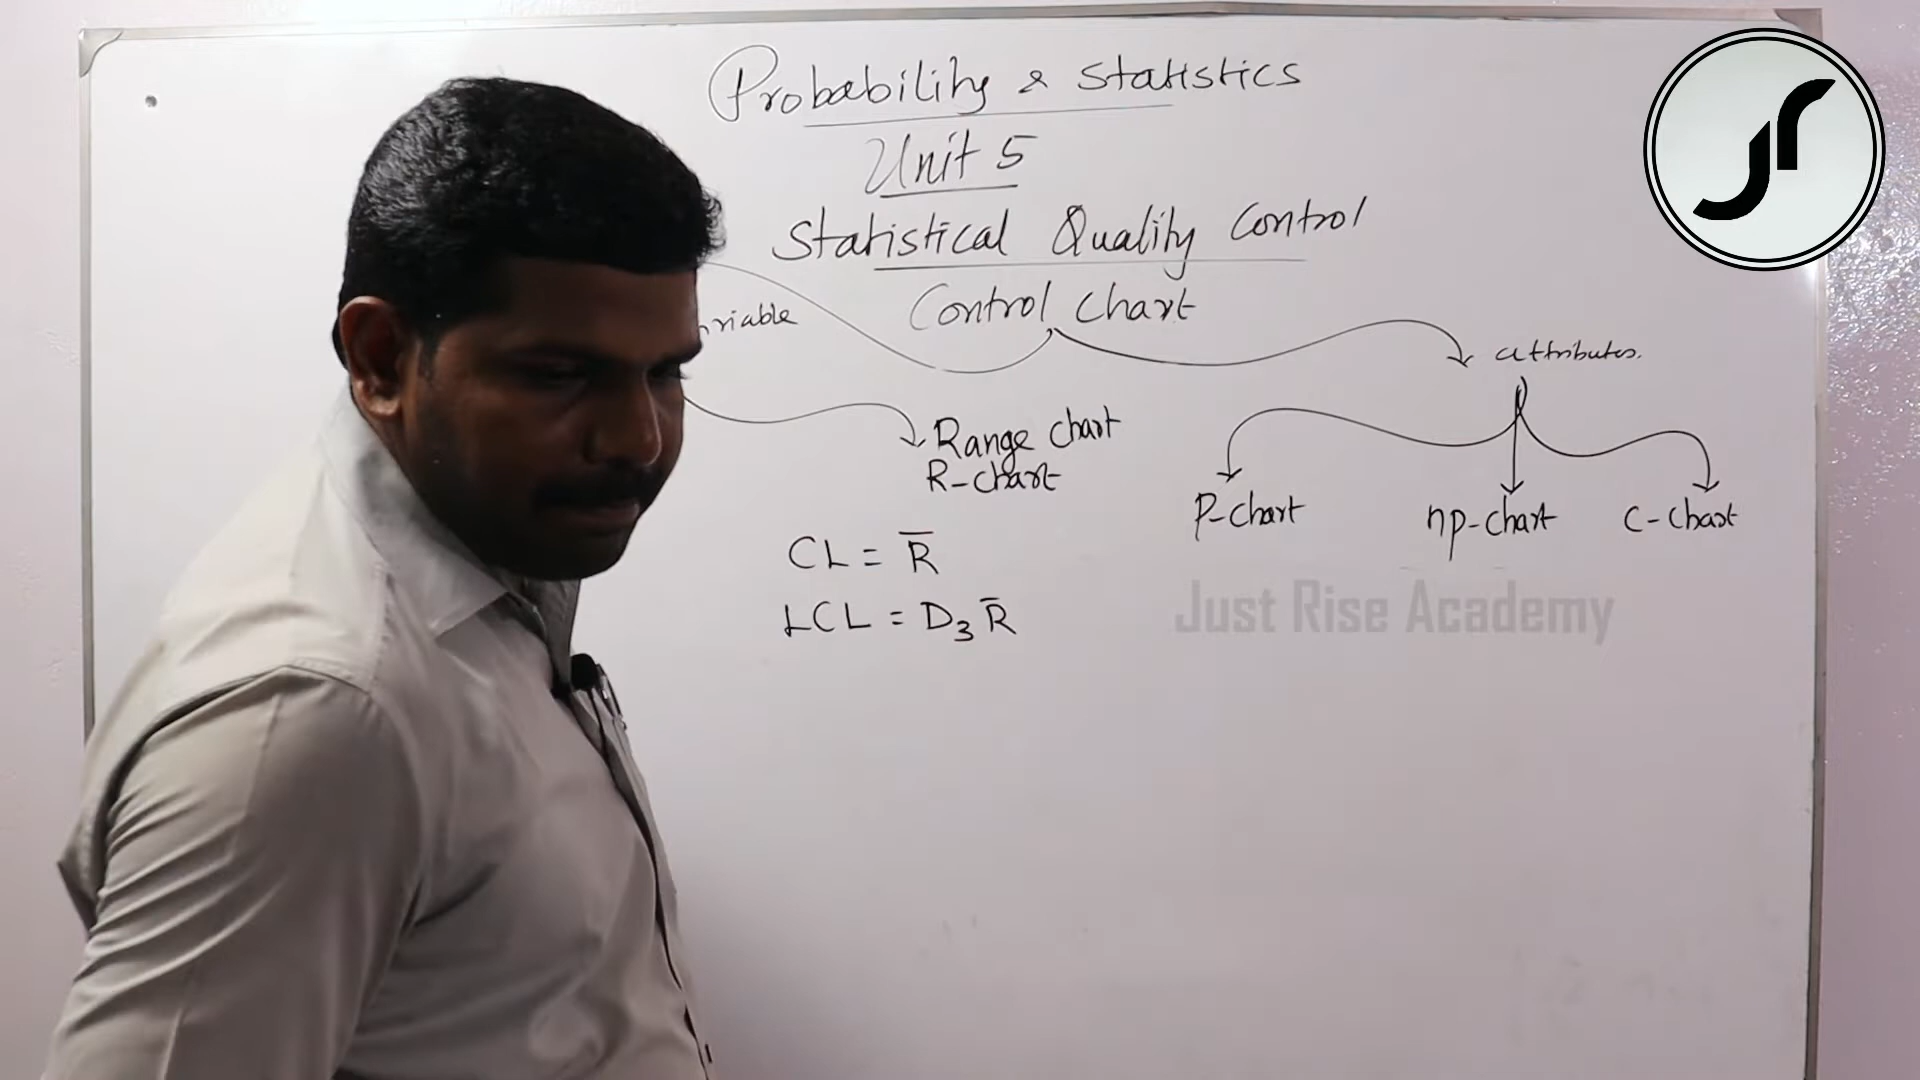 Probability & Statistics
Unit 5
Statistical Quality Control
Control Chart
attributes.
Range Chart
R-chart
P-chart
np-chart
C-Chart
CL = R̄
LCL = D₃ R̄
Just Rise Academy